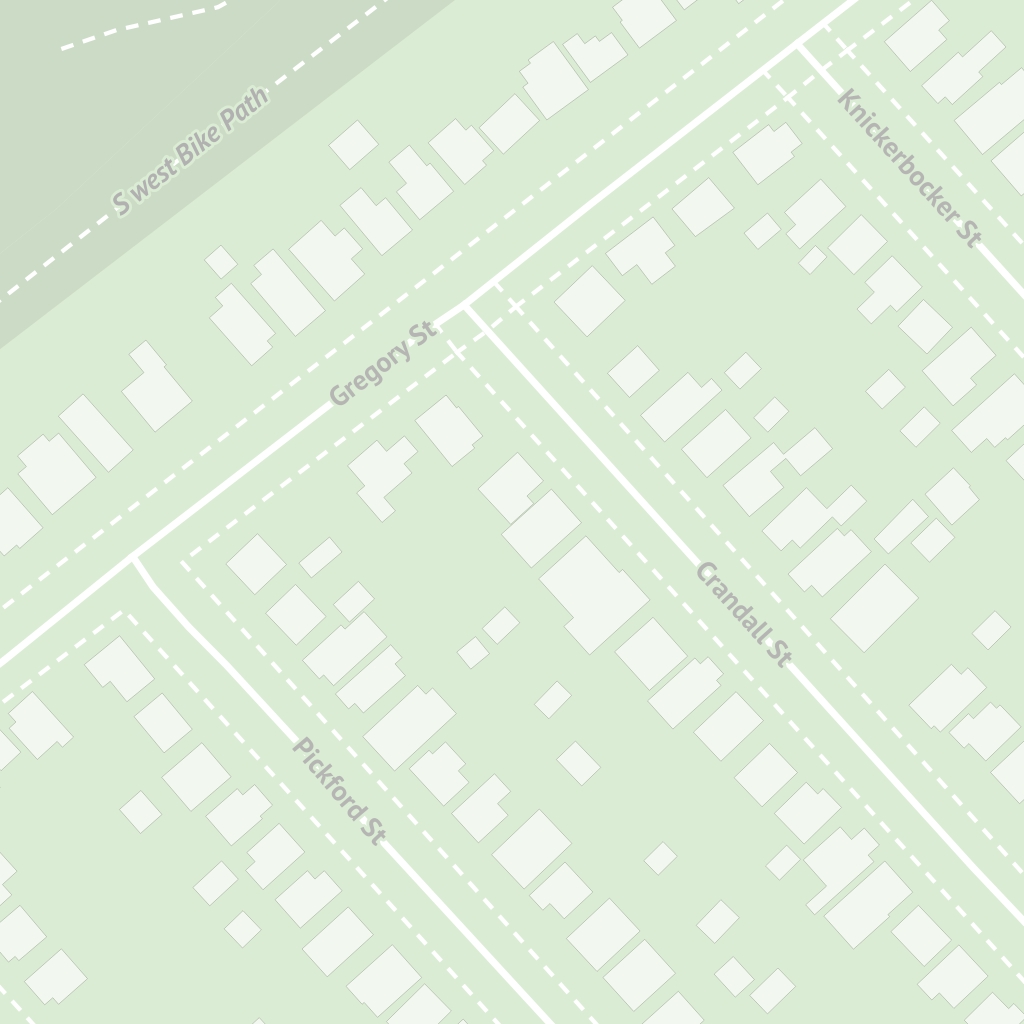 S west Bike Path
Knickerbocker St
Gregory St
Crandall St
Pickford St